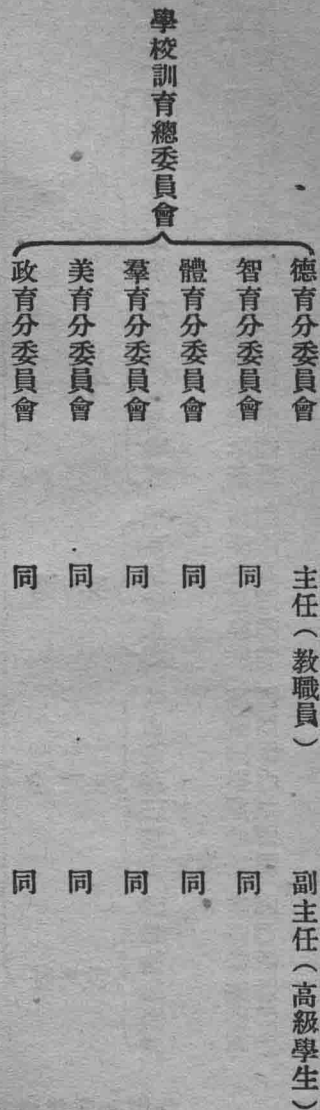 學校訓育總委員會
德育分委員會 主任（教職員） 副主任（高級學生）
智育分委員會 同 同
體育分委員會 同 同
羣育分委員會 同 同
美育分委員會 同 同
政育分委員會 同 同